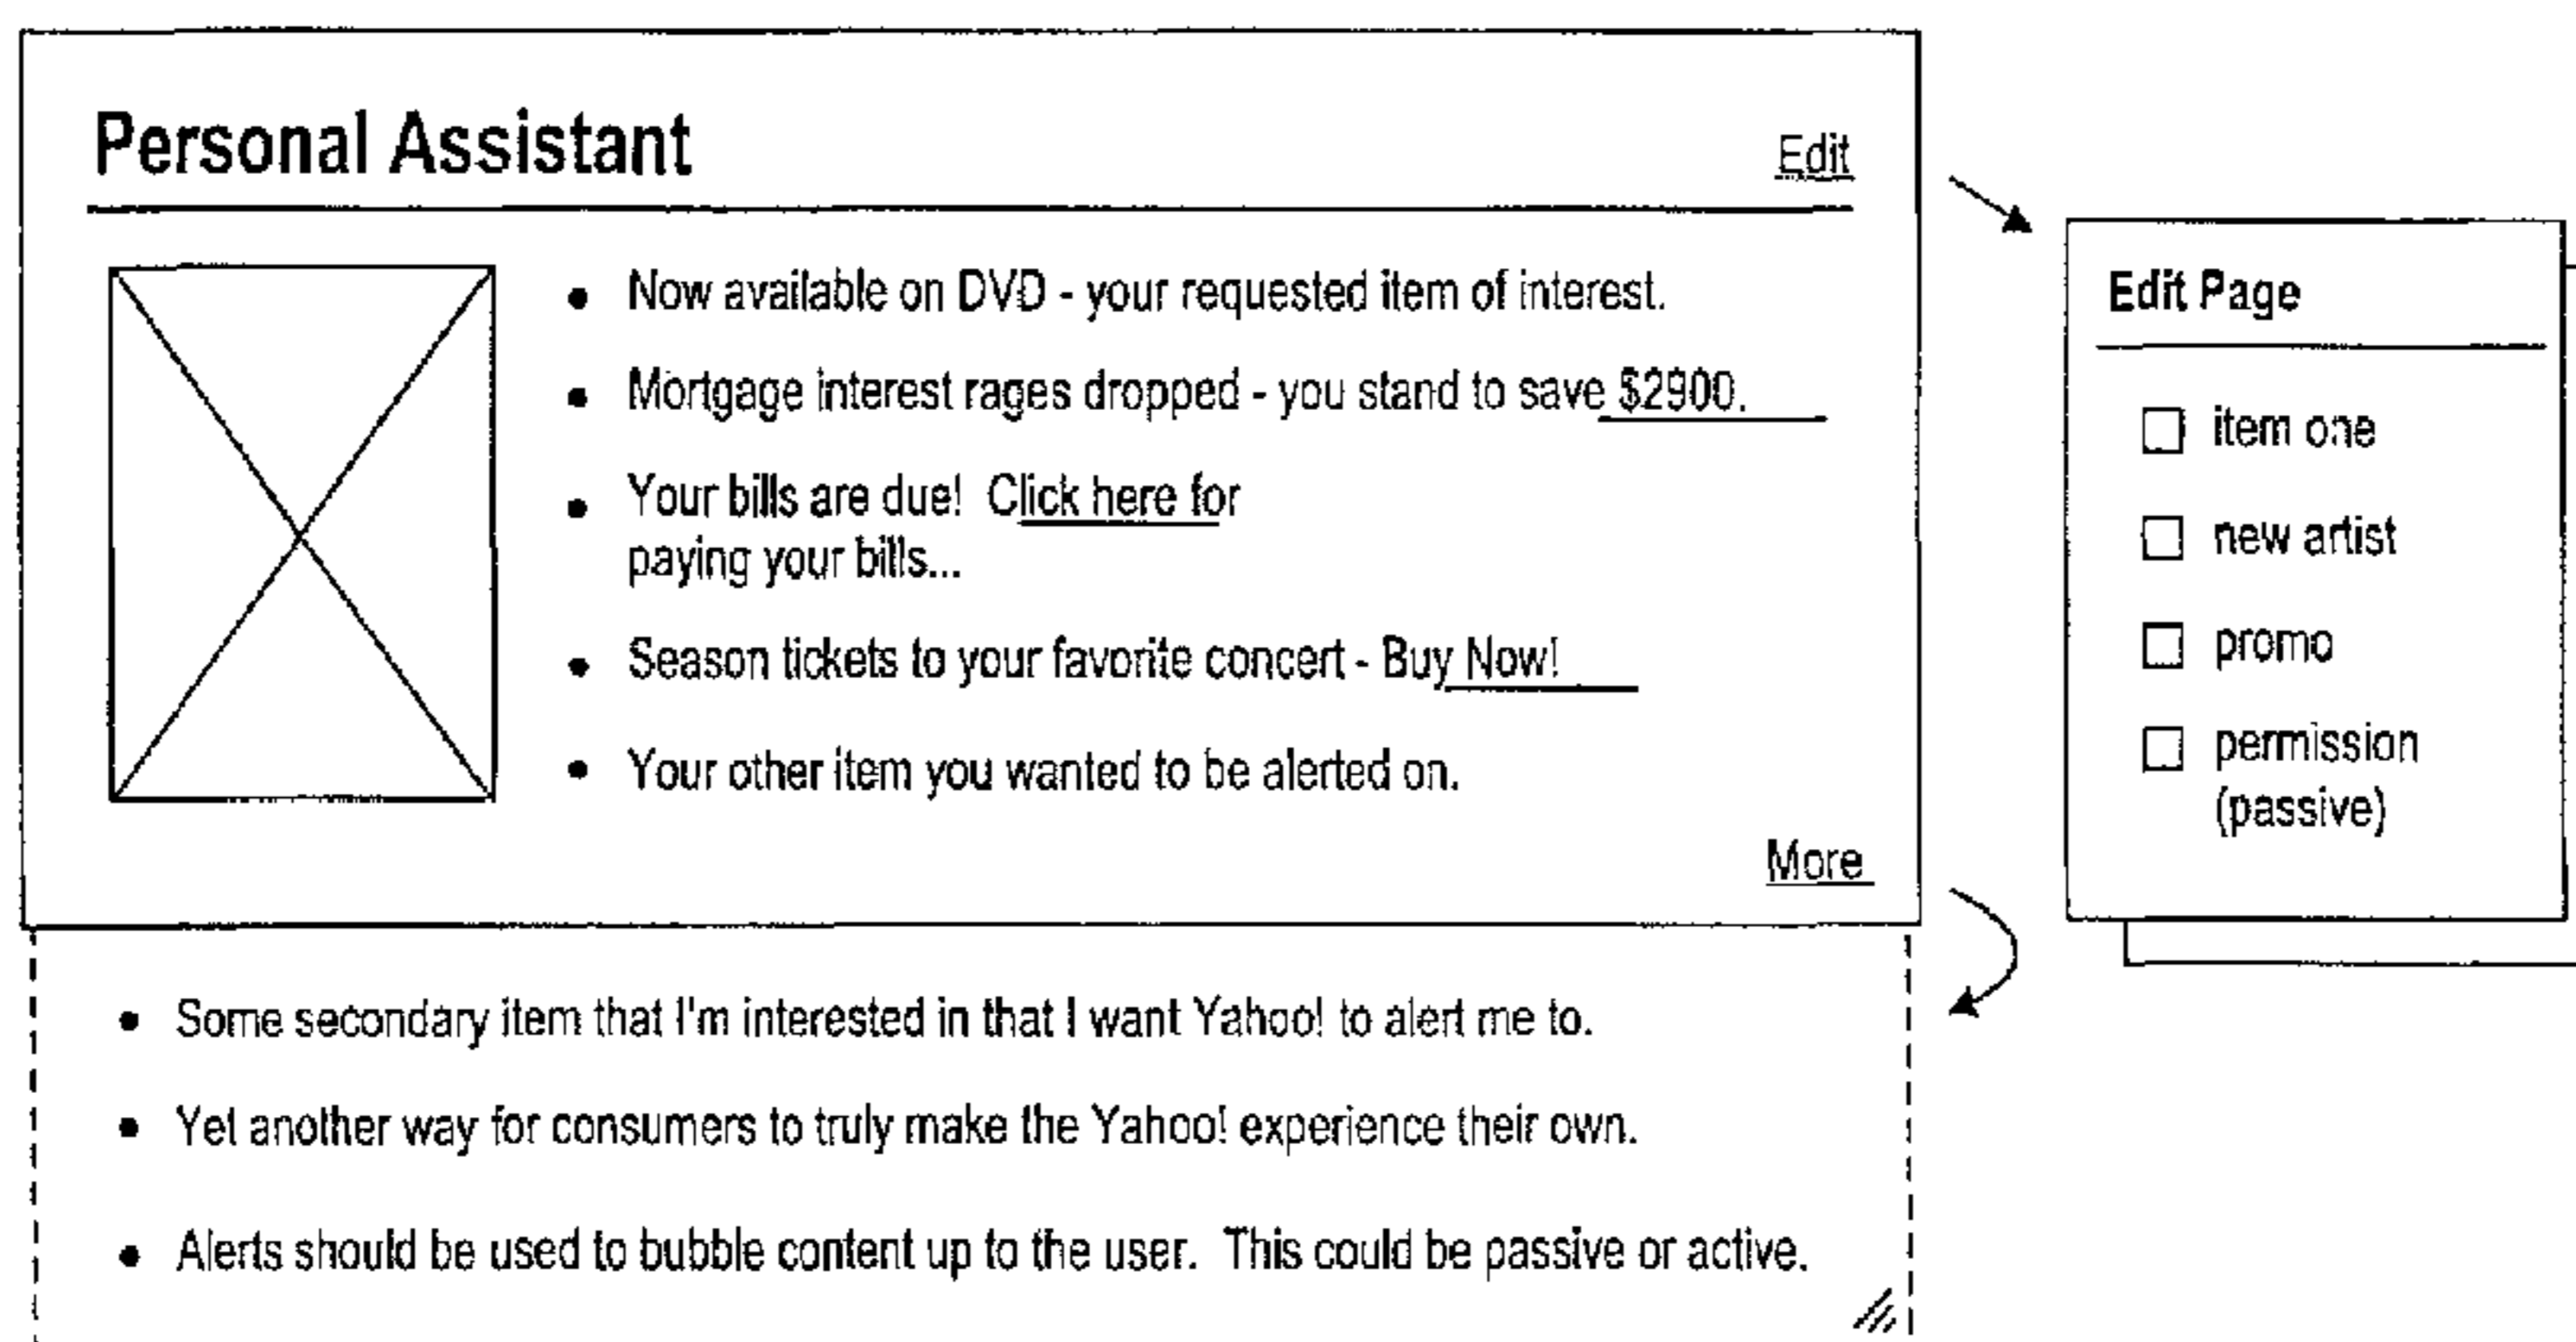 Personal Assistant
Edit
• Now available on DVD - your requested item of interest.
• Mortgage interest rages dropped - you stand to save $2900.
• Your bills are due! Click here for
paying your bills...
• Season tickets to your favorite concert - Buy Now!
• Your other item you wanted to be alerted on.
More
• Some secondary item that I'm interested in that I want Yahoo! to alert me to.
• Yet another way for consumers to truly make the Yahoo! experience their own.
• Alerts should be used to bubble content up to the user. This could be passive or active.
Edit Page
item one
new artist
promo
permission
(passive)